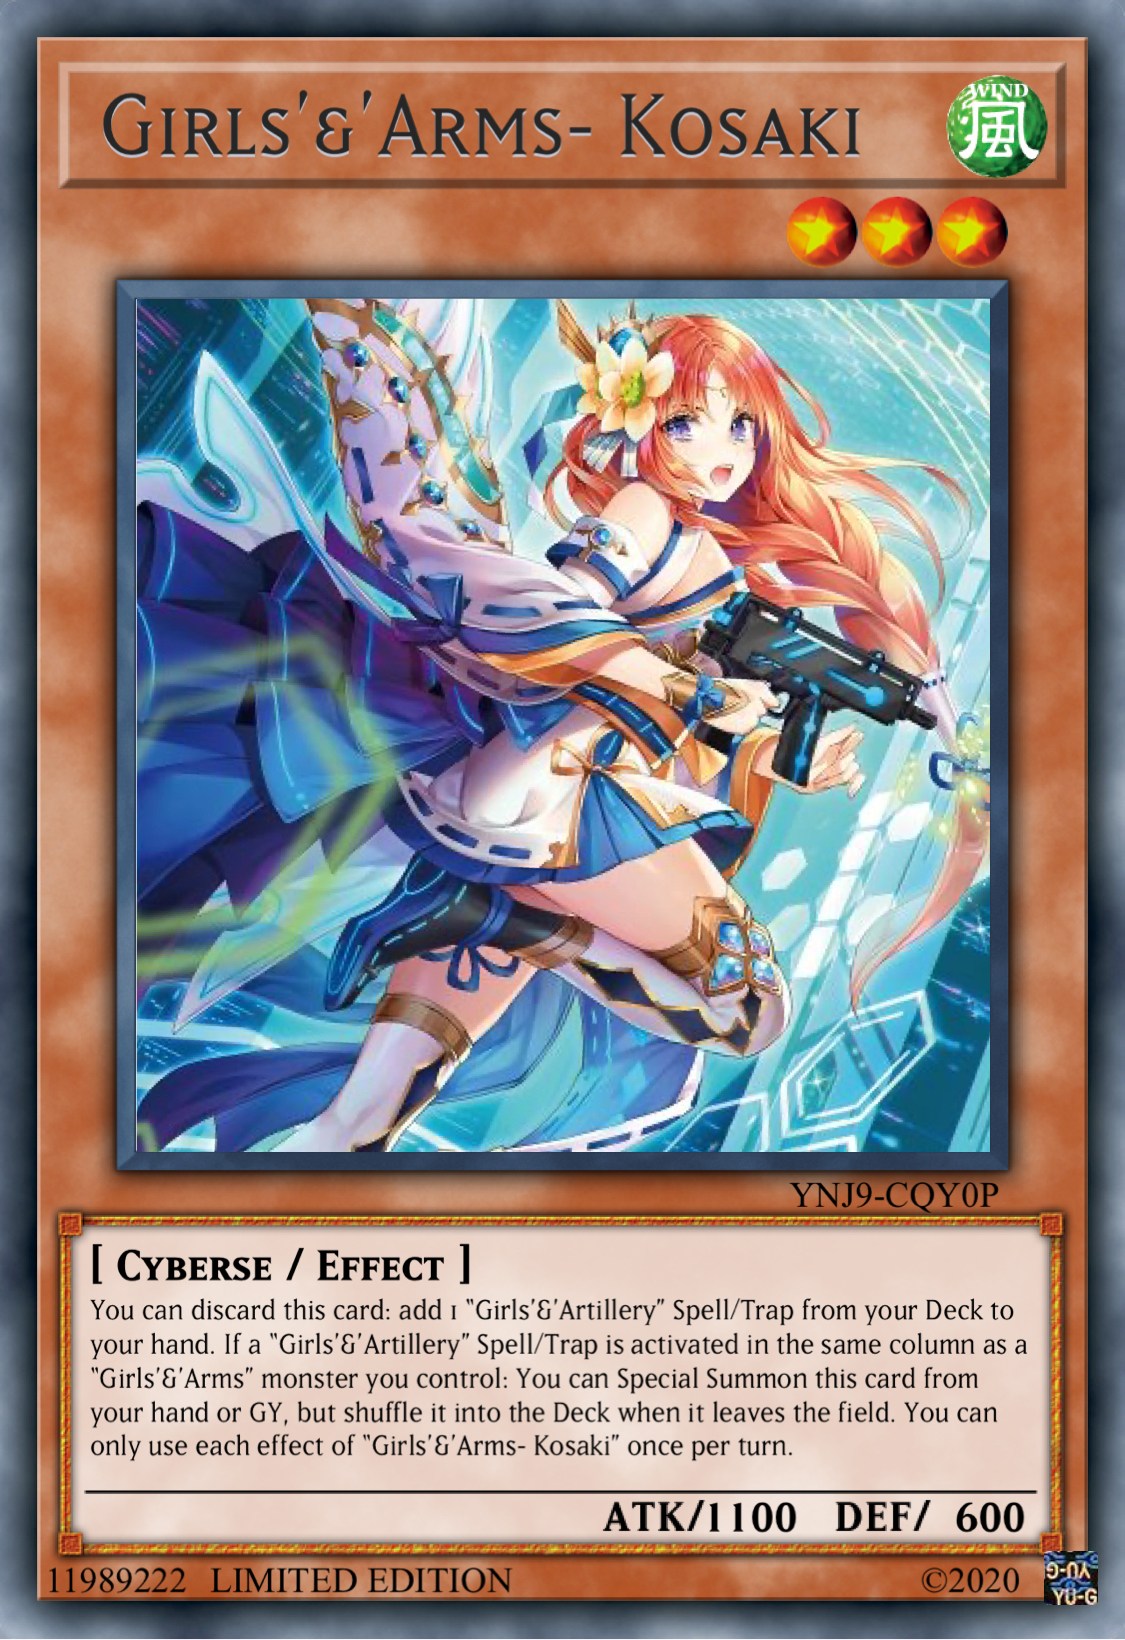 Girls'&'Arms- Kosaki
WIND
風
YNJ9-CQY0P
[ Cyberse / Effect ]
You can discard this card: add 1 "Girls'&'Artillery" Spell/Trap from your Deck to
your hand. If a "Girls'&'Artillery" Spell/Trap is activated in the same column as a
"Girls'&'Arms" monster you control: You can Special Summon this card from
your hand or GY, but shuffle it into the Deck when it leaves the field. You can
only use each effect of "Girls'&'Arms- Kosaki" once per turn.
ATK/1100 DEF/ 600
11989222 LIMITED EDITION ©2020
YU-G
YU-G